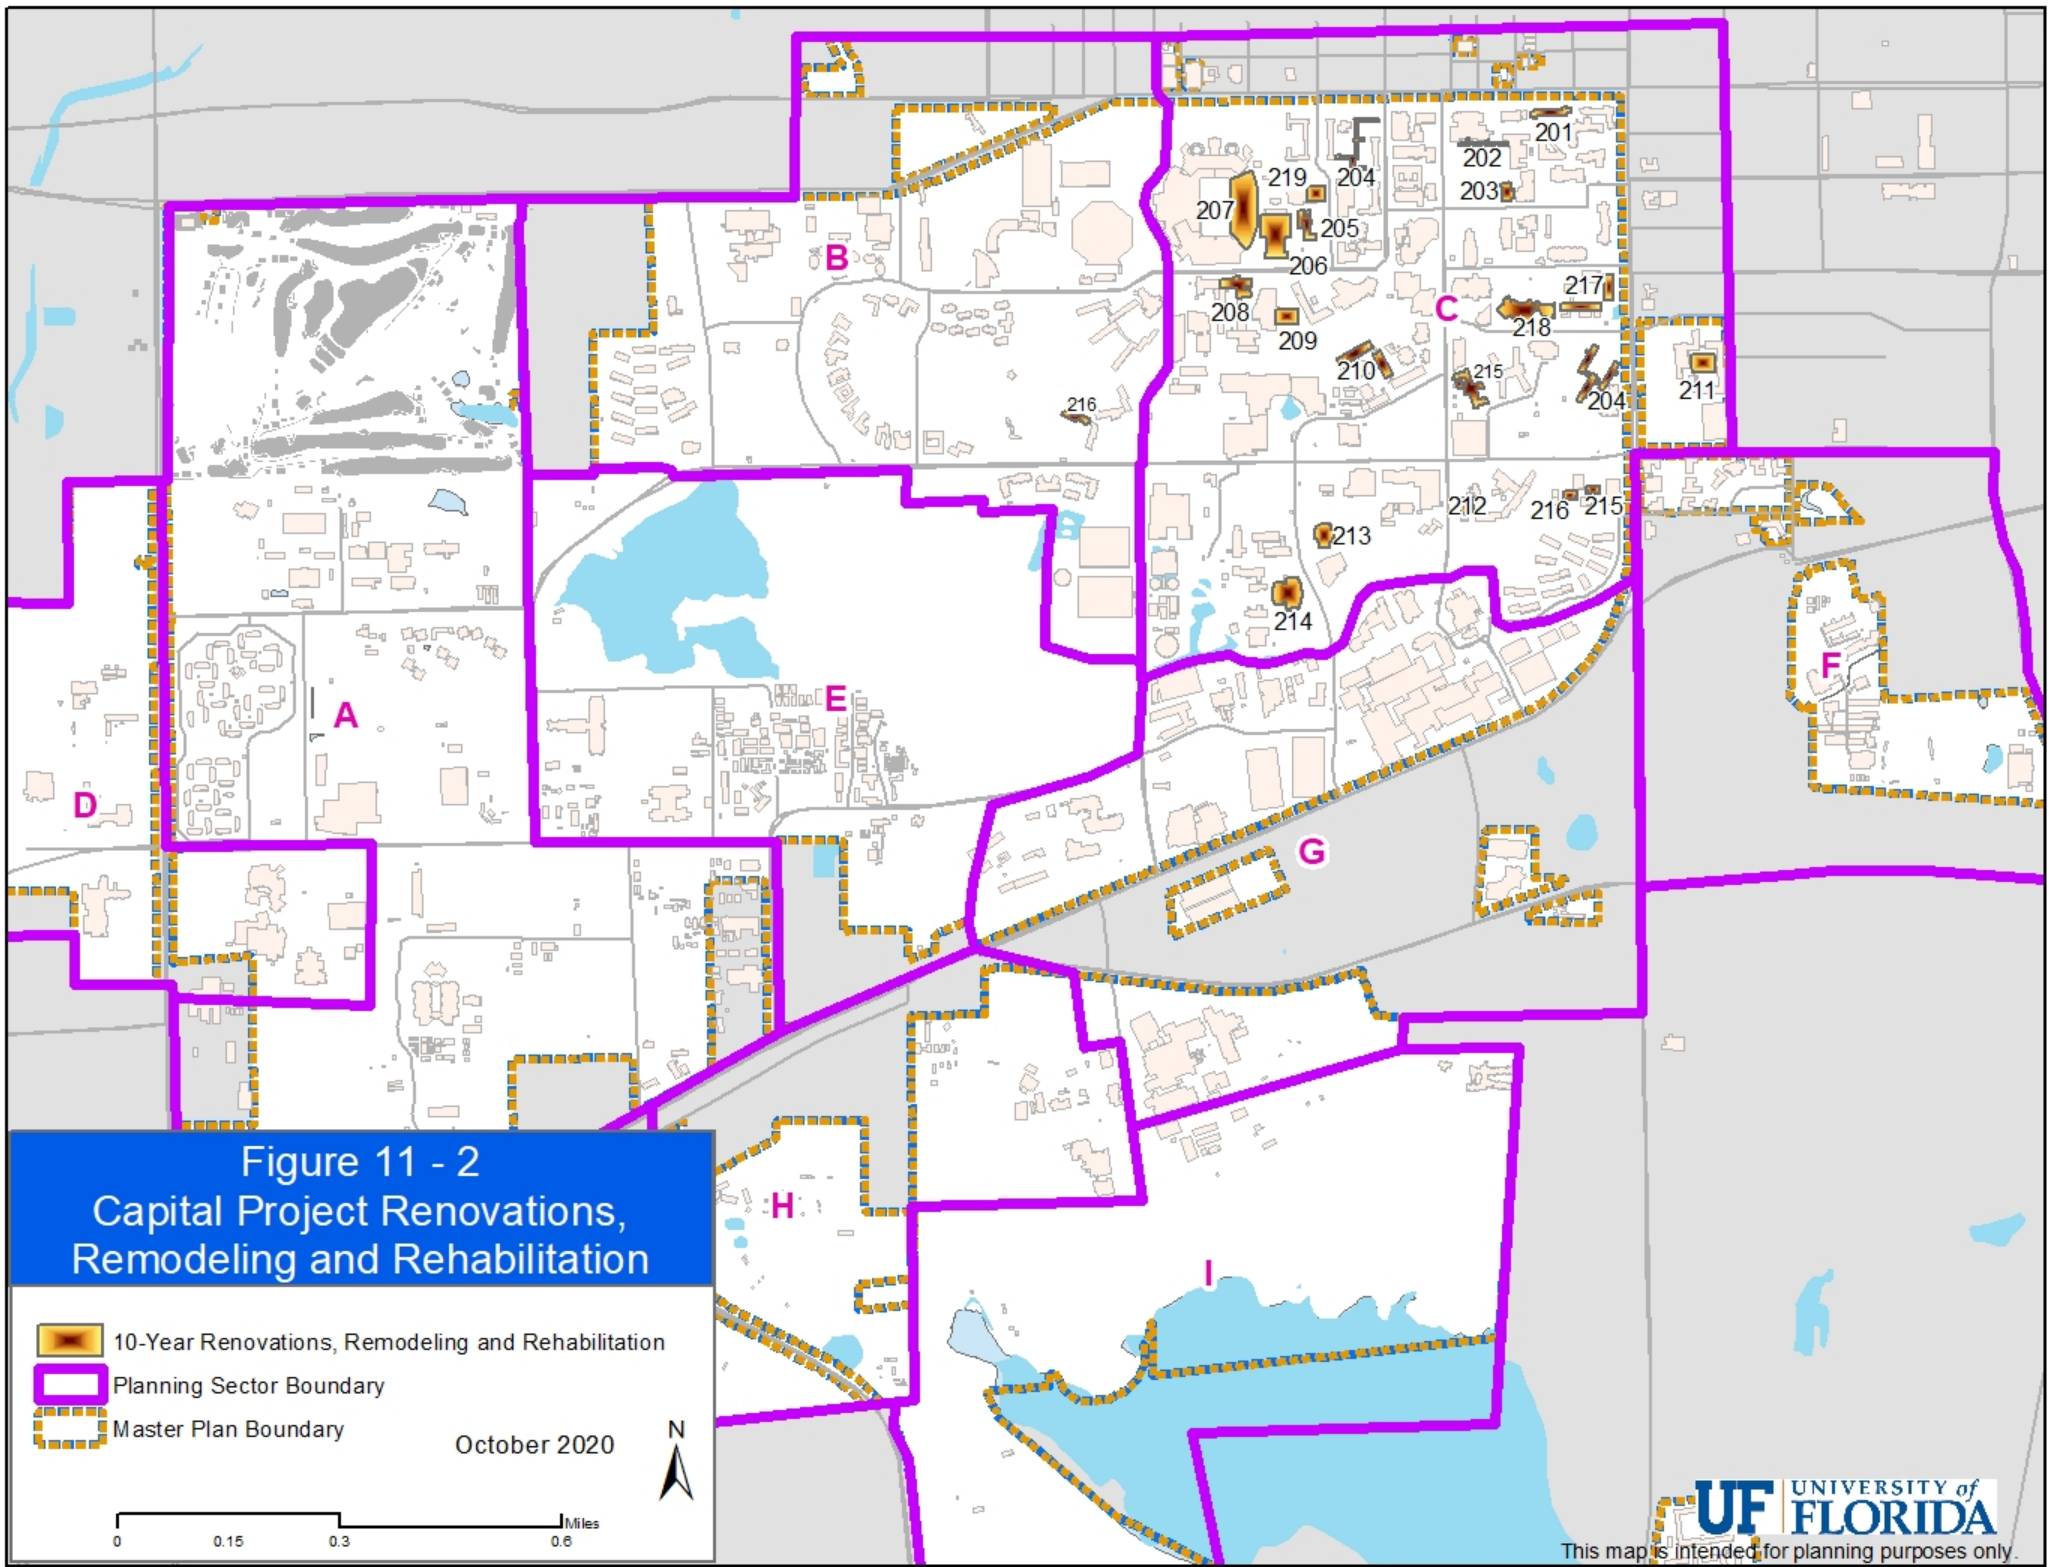 201
202
204
219
203
207
205
B
206
217
C
208
218
209
210
215
211
204
216
212
216
215
213
214
F
E
A
D
G
Figure 11 - 2
Capital Project Renovations,
Remodeling and Rehabilitation
H
I
10-Year Renovations, Remodeling and Rehabilitation
Planning Sector Boundary
Master Plan Boundary
October 2020
N
Miles
0 0.15 0.3 0.6
UF UNIVERSITY of
FLORIDA
This map is intended for planning purposes only.